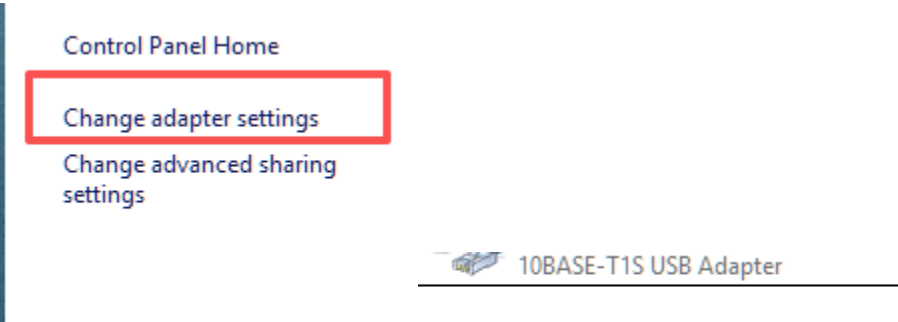 Control Panel Home
Change adapter settings
Change advanced sharing
settings
10BASE-T1S USB Adapter